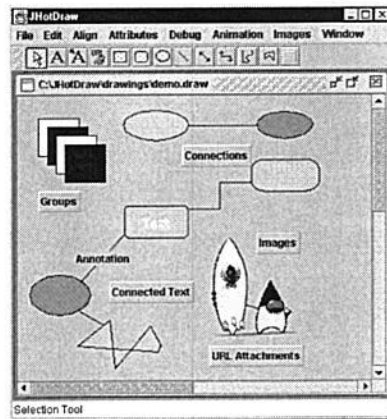 JHotDraw
File Edit Align Attributes Debug Animation Images Window
C:\JHotDraw\drawings\demo.draw
Connections
Groups
Images
Annotation
Connected Text
URL Attachments
Selection Tool